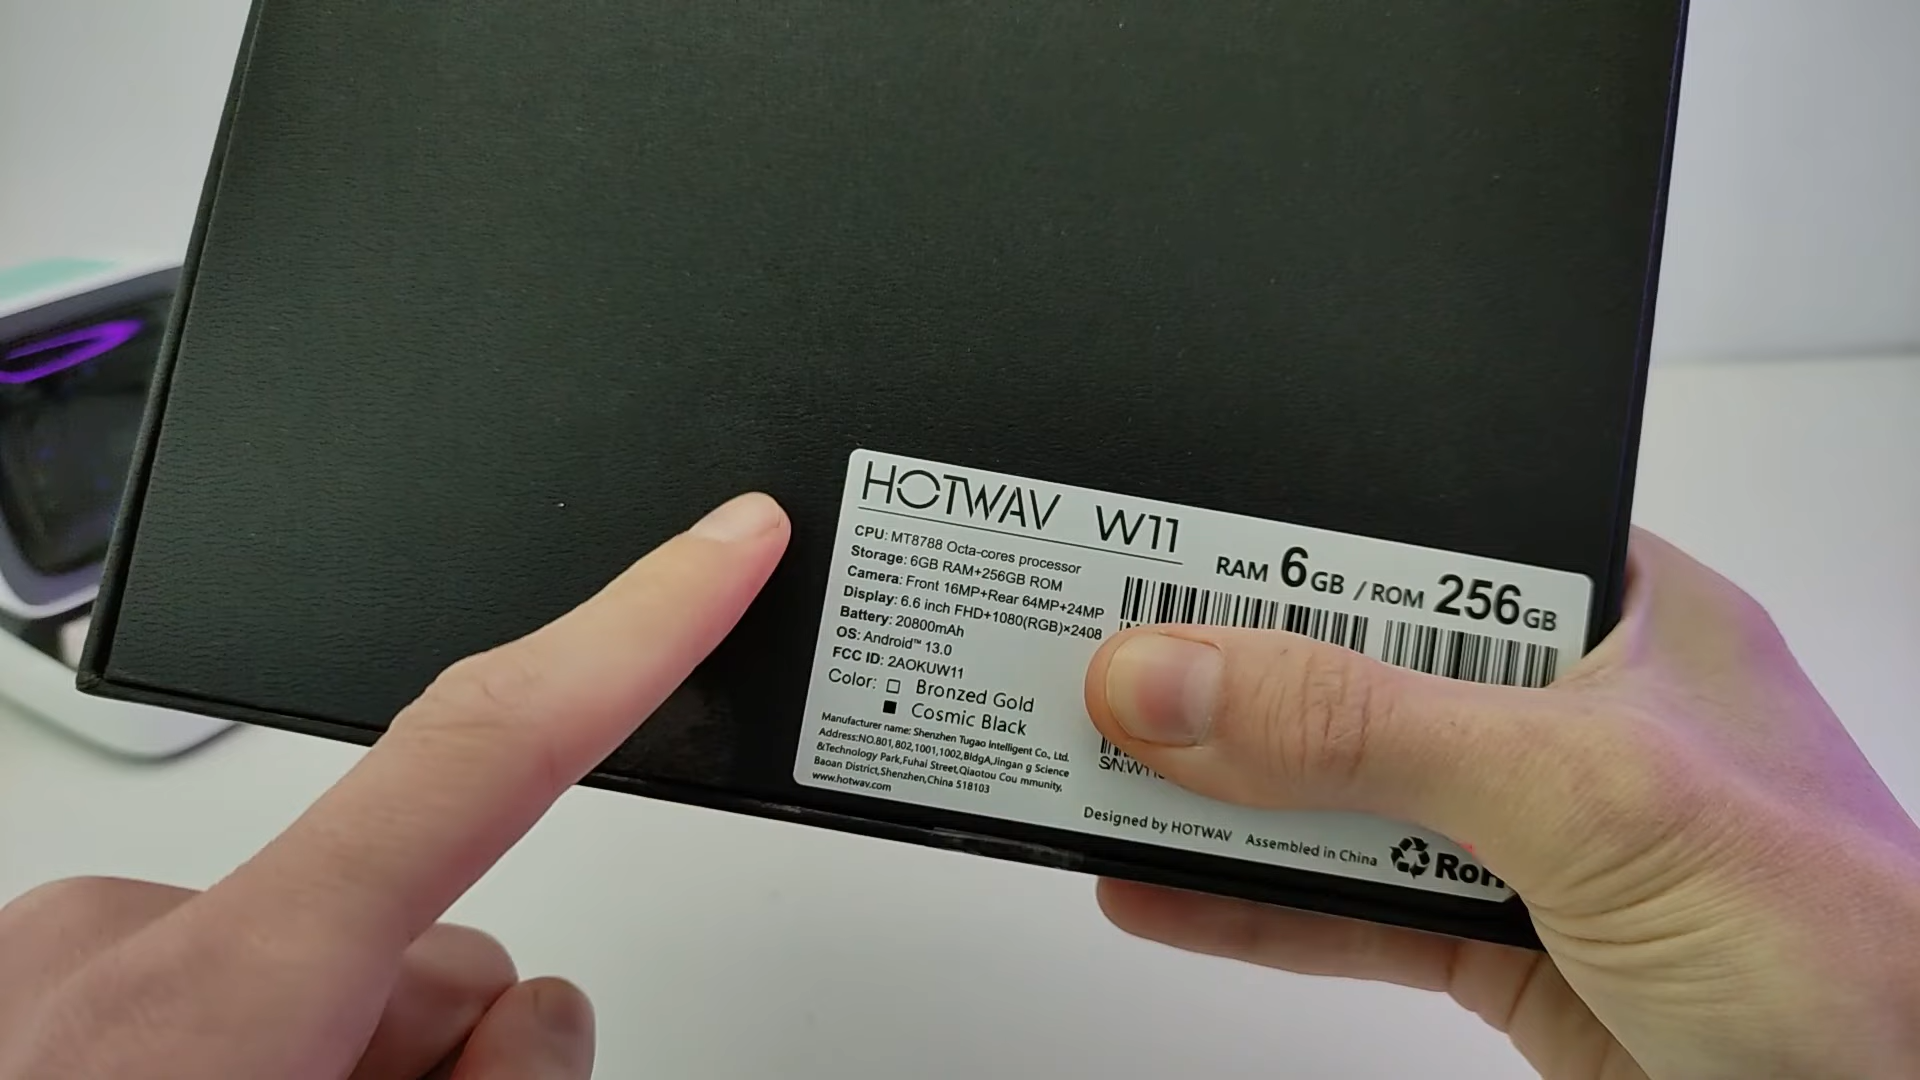 HOTWAV W11
RAM 6GB / ROM 256GB
CPU: MT8788 Octa-cores processor
Storage: 6GB RAM+256GB ROM
Camera: Front 16MP+Rear 64MP+24MP
Display: 6.6 inch FHD+1080(RGB)×2408
Battery: 20800mAh
OS: Android™ 13.0
FCC ID: 2AOKUW11
Color: □ Bronzed Gold
■ Cosmic Black
Manufacturer name: Shenzhen Tugao Intelligent Co., Ltd.
Address:NO.801,802,1001,1002,BldgA,Jingan g Science
&Technology Park,Fuhai Street,Qiaotou Cou mmunity,
Baoan District,Shenzhen,China 518103
www.hotwav.com
S/N:W11
Designed by HOTWAV Assembled in China
RoH